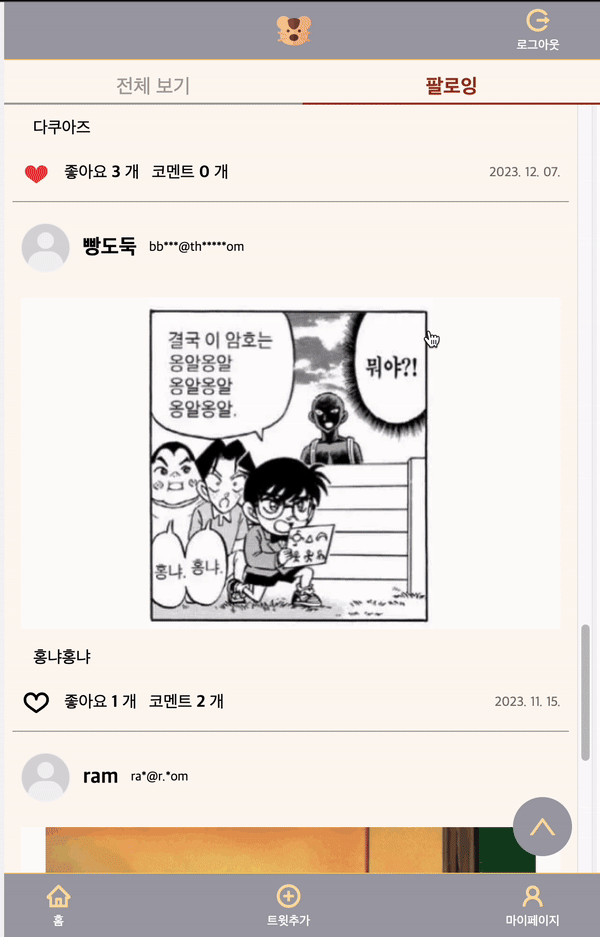 로그아웃
전체 보기
팔로잉
다쿠아즈
좋아요 3 개 코멘트 0 개
2023. 12. 07.
빵도둑 bb***@th*****om
결국 이 암호는
옹알옹알
옹알옹알
옹알옹알.
뭐야?!
홍냐. 홍냐.
홍냐홍냐
좋아요 1 개 코멘트 2 개
2023. 11. 15.
ram ra*@r.*om
홈
트윗추가
마이페이지